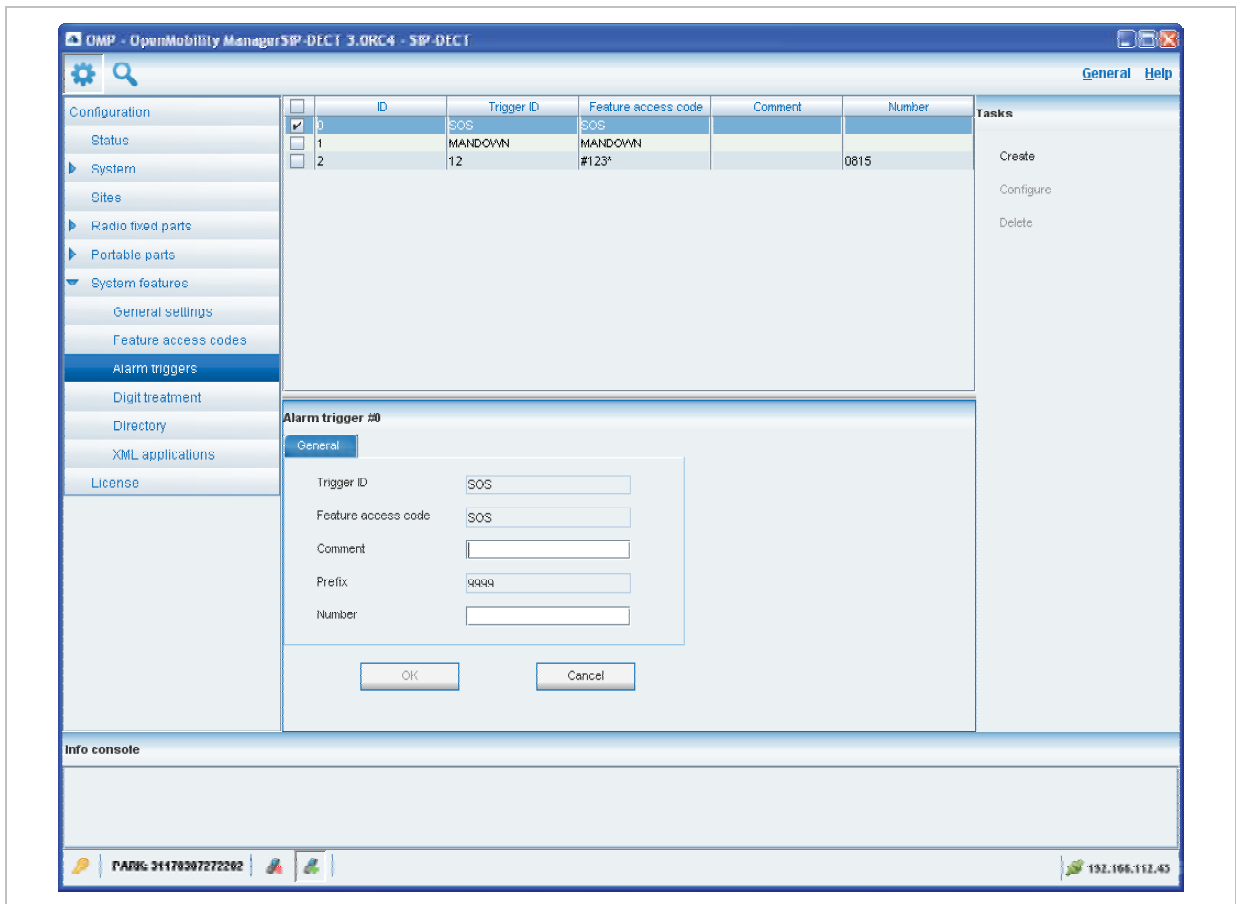 OMP - OpenMobility Manager SIP-DECT 3.0RC4 - SIP-DECT
General Help
Configuration
Status
System
Sites
Radio fixed parts
Portable parts
System features
General settings
Feature access codes
Alarm triggers
Digit treatment
Directory
XML applications
License
ID Trigger ID Feature access code Comment Number
0 SOS SOS
1 MANDOWN MANDOWN
2 12 #123* 0815
Tasks
Create
Configure
Delete
Alarm trigger #0
General
Trigger ID SOS
Feature access code SOS
Comment
Prefix 9999
Number
OK Cancel
Info console
PARK: 31170307272202
192.168.112.45